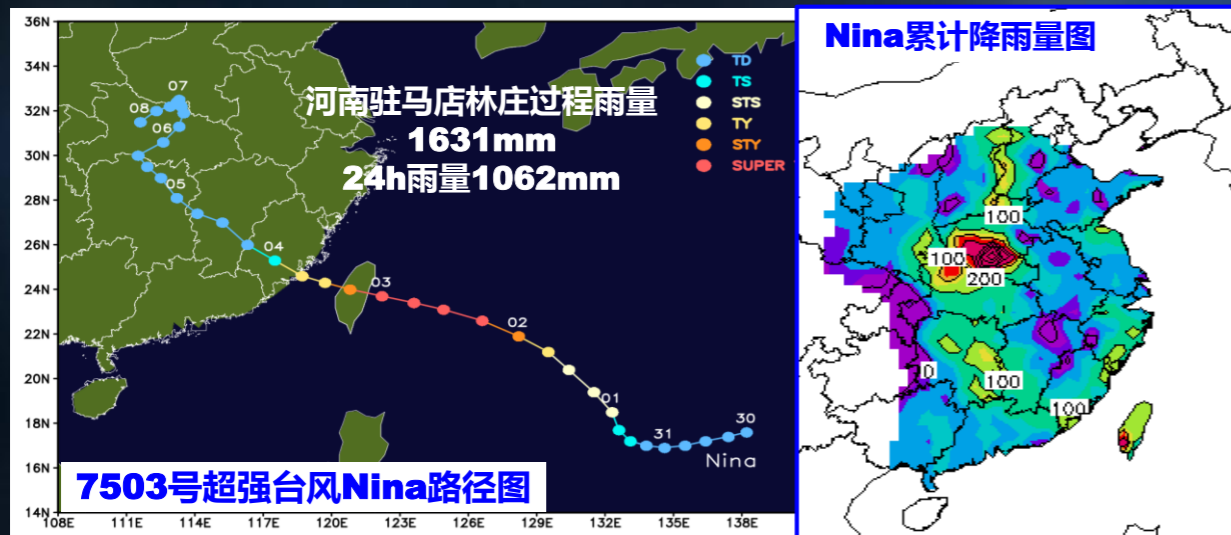 36N
34N
32N
30N
28N
26N
24N
22N
20N
18N
16N
14N
108E
111E
114E
117E
120E
123E
126E
129E
132E
135E
138E
07
08
06
05
04
03
02
01
31
30
Nina
TD
TS
STS
TY
STY
SUPER
河南驻马店林庄过程雨量
1631mm
24h雨量1062mm
7503号超强台风Nina路径图
Nina累计降雨量图
100
100
200
0
100
100